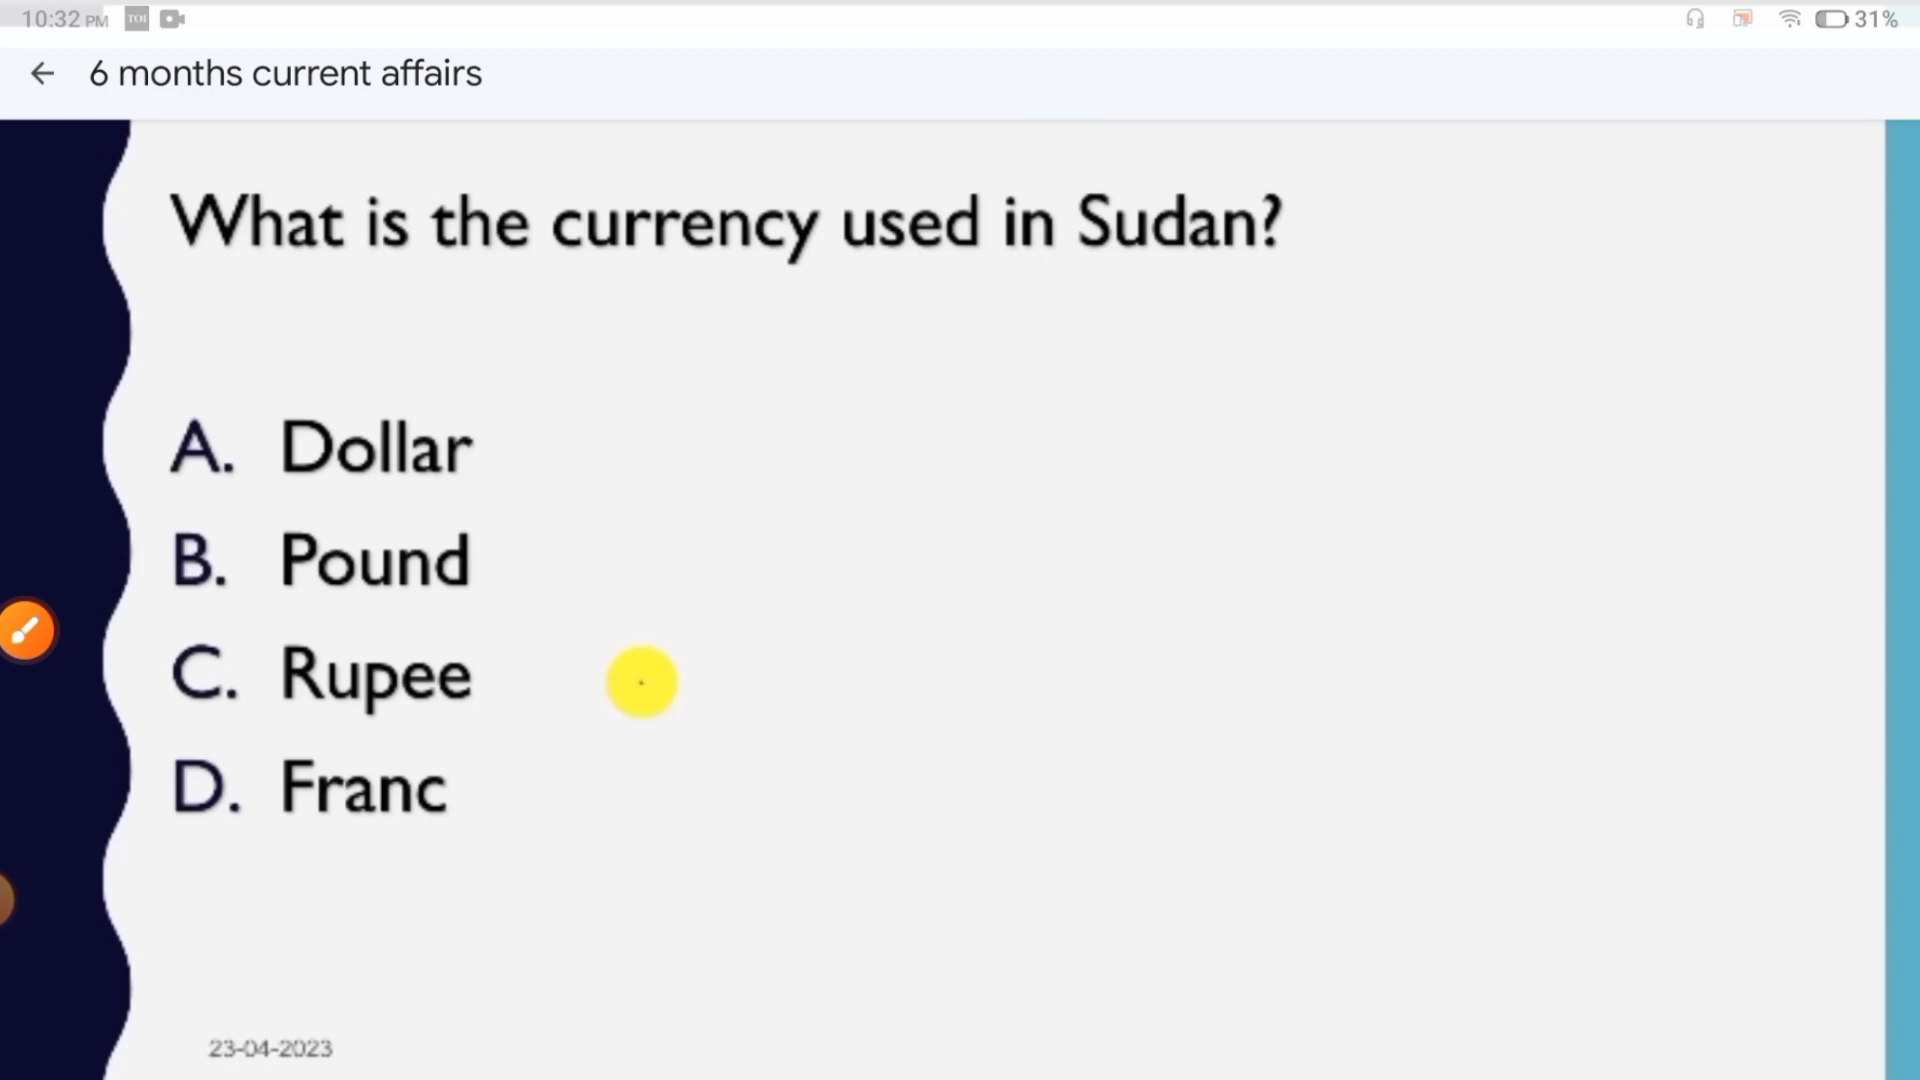 10:32 PM TOI 31%
6 months current affairs
What is the currency used in Sudan?
A. Dollar
B. Pound
C. Rupee
D. Franc
23-04-2023